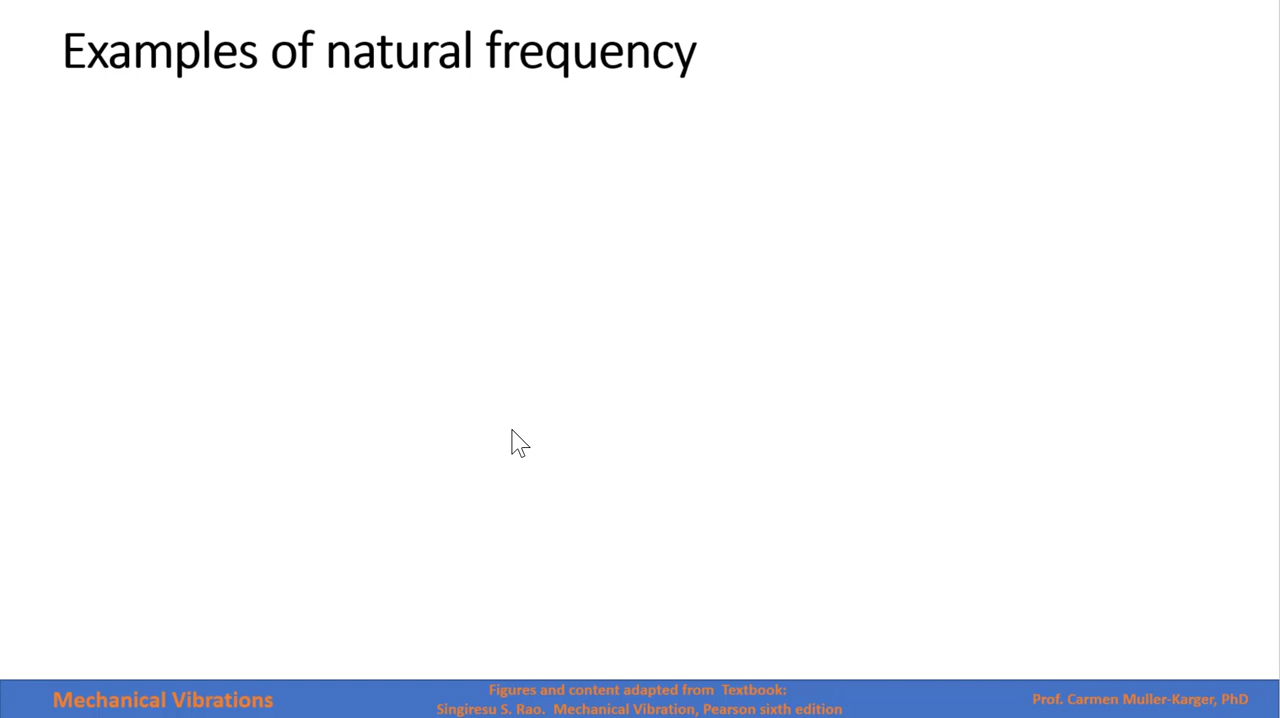 Examples of natural frequency
Mechanical Vibrations
Figures and content adapted from Textbook:
Singiresu S. Rao. Mechanical Vibration, Pearson sixth edition
Prof. Carmen Muller-Karger, PhD